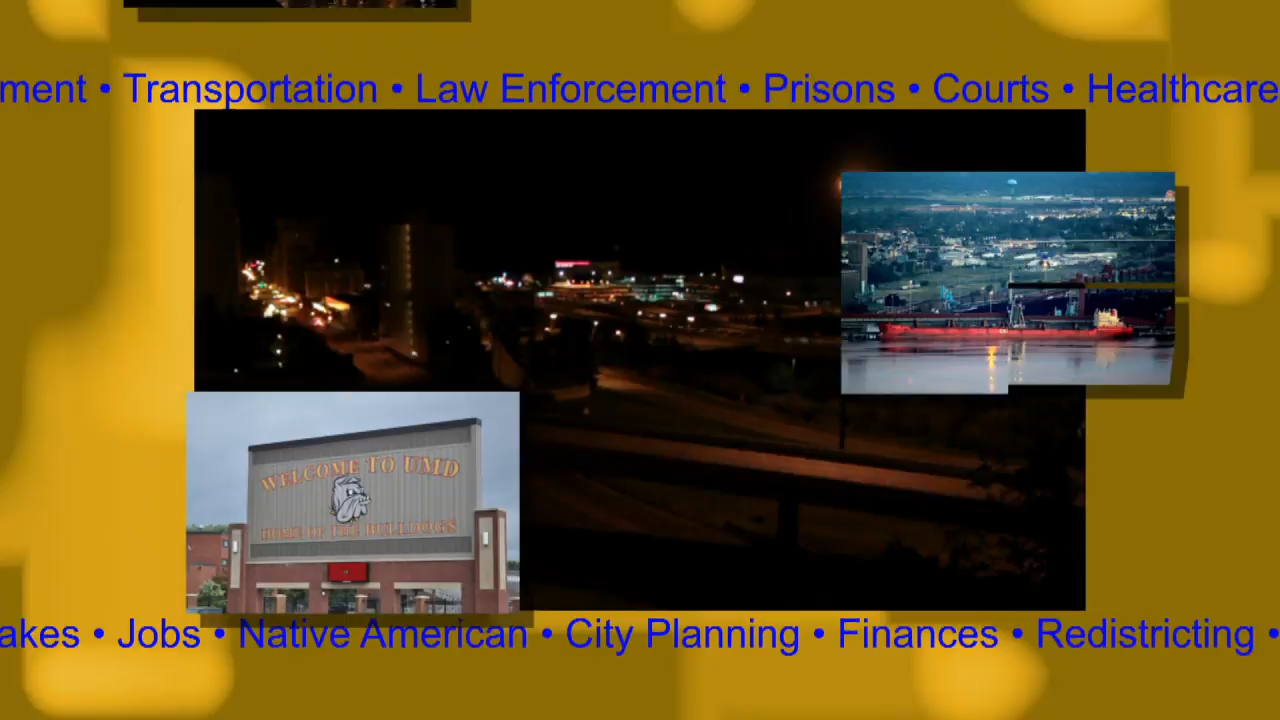 ment • Transportation • Law Enforcement • Prisons • Courts • Healthcare
WELCOME TO UMD
HOME OF THE BULLDOGS
akes • Jobs • Native American • City Planning • Finances • Redistricting •